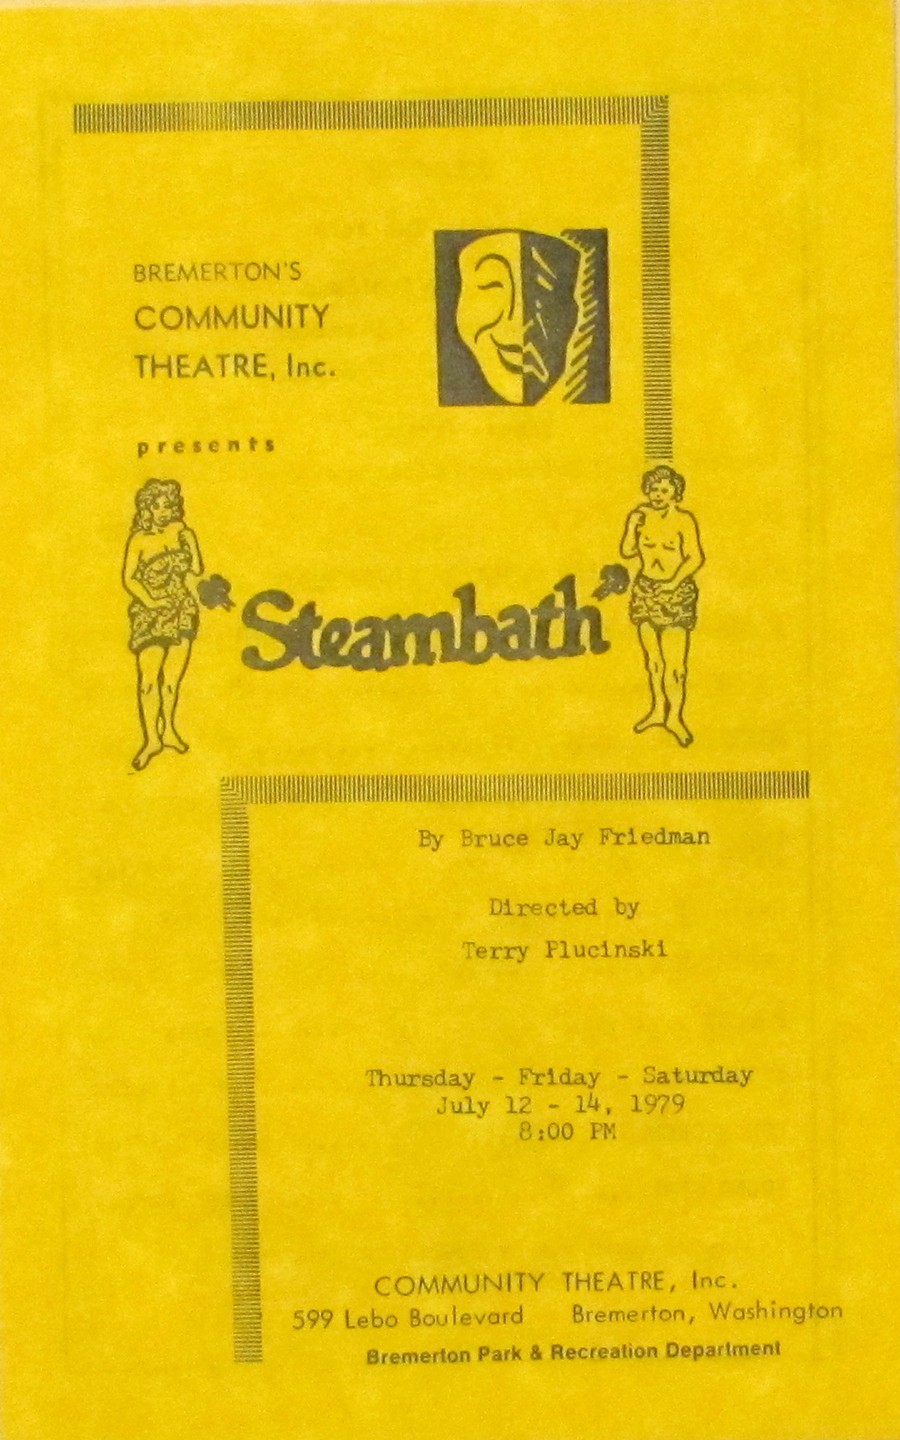 BREMERTON'S
COMMUNITY
THEATRE, Inc.
presents
"Steambath"
By Bruce Jay Friedman
Directed by
Terry Plucinski
Thursday - Friday - Saturday
July 12 - 14, 1979
8:00 PM
COMMUNITY THEATRE, Inc.
599 Lebo Boulevard Bremerton, Washington
Bremerton Park & Recreation Department